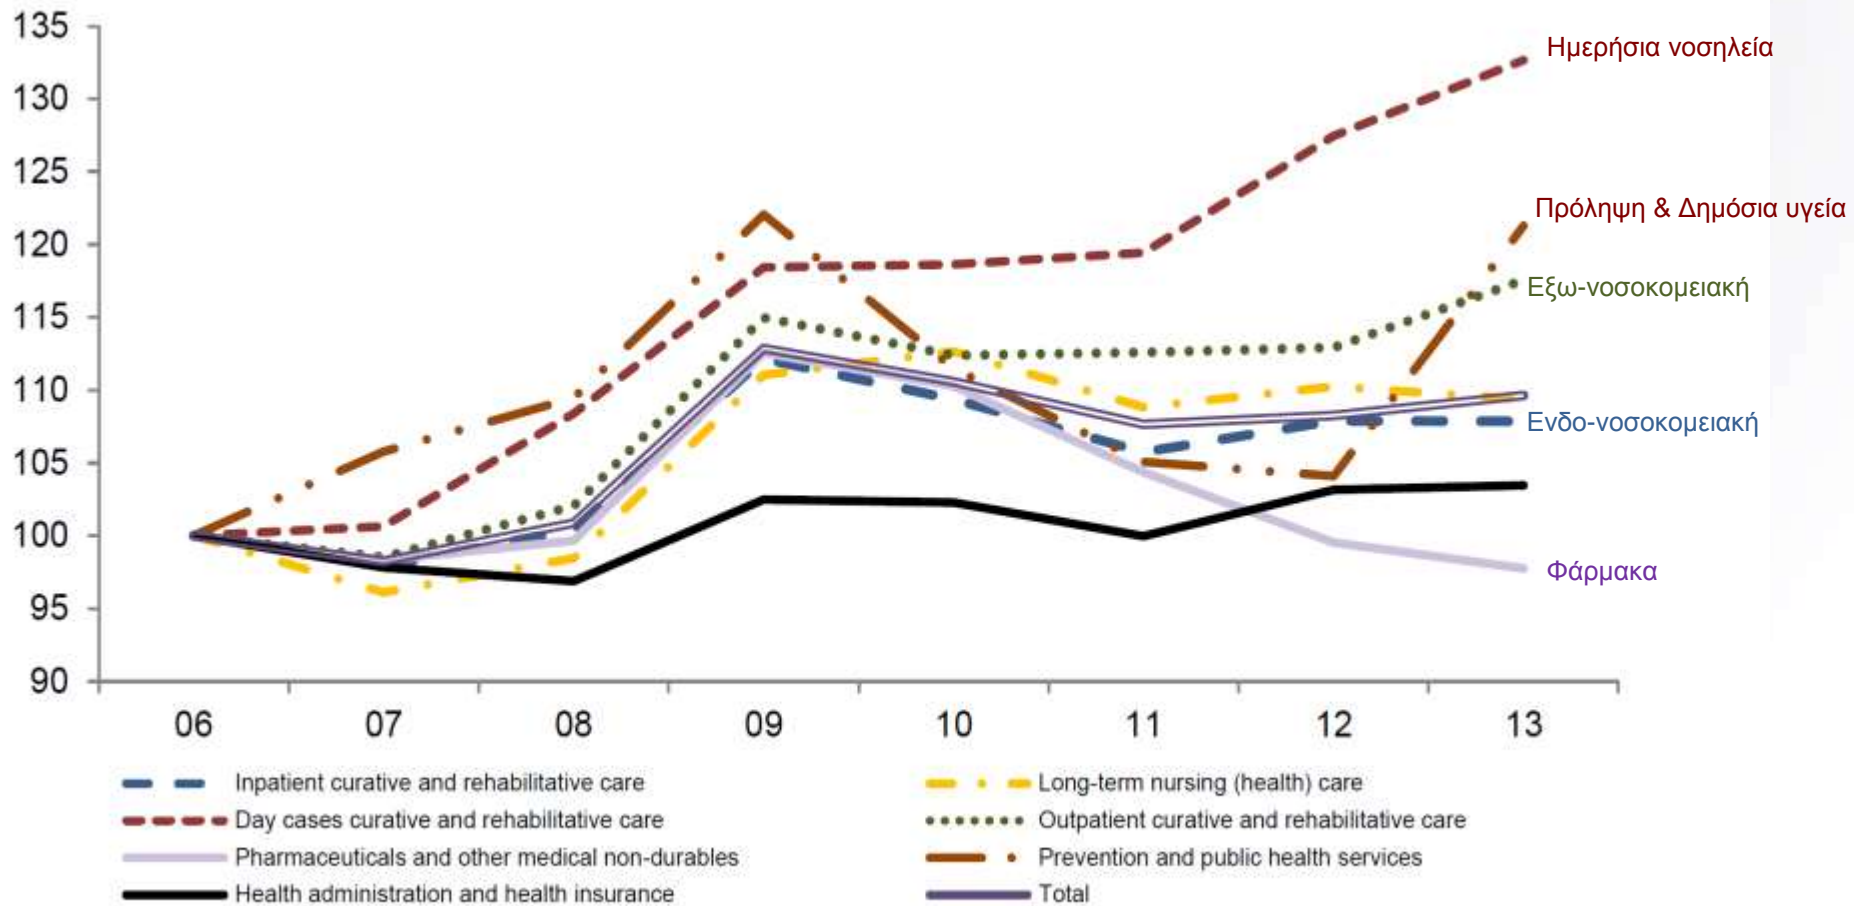 135
130
125
120
115
110
105
100
95
90
Ημερήσια νοσηλεία
Πρόληψη & Δημόσια υγεία
Εξω-νοσοκομειακή
Ενδο-νοσοκομειακή
Φάρμακα
06 07 08 09 10 11 12 13
Inpatient curative and rehabilitative care
Long-term nursing (health) care
Day cases curative and rehabilitative care
Outpatient curative and rehabilitative care
Pharmaceuticals and other medical non-durables
Prevention and public health services
Health administration and health insurance
Total